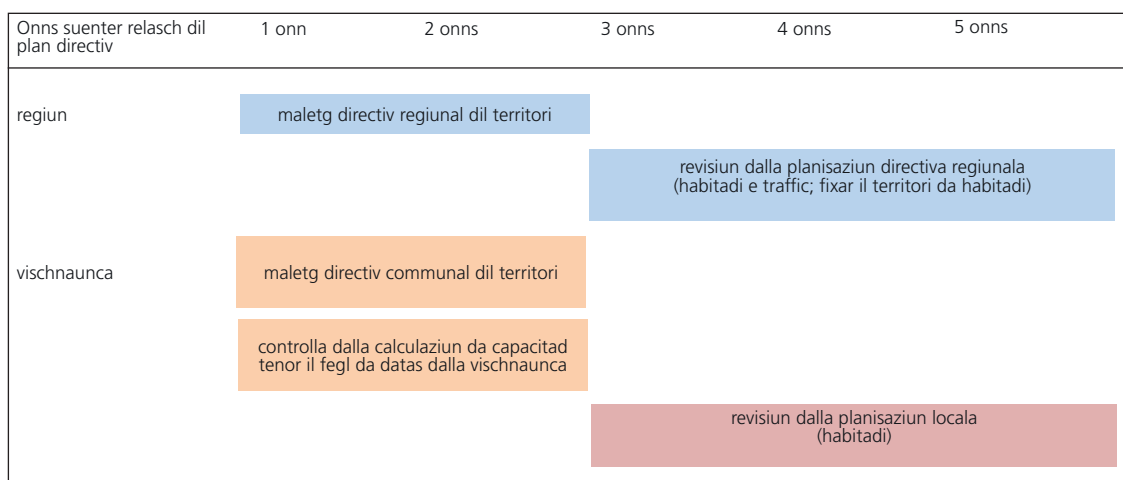 Onns suenter relasch dil
plan directiv
1 onn 2 onns 3 onns 4 onns 5 onns
regiun
maletg directiv regiunal dil territori
revisiun dalla planisaziun directiva regiunala
(habitadi e traffic; fixar il territori da habitadi)
vischnaunca
maletg directiv communal dil territori
controlla dalla calculaziun da capacitad
tenor il fegl da datas dalla vischnaunca
revisiun dalla planisaziun locala
(habitadi)